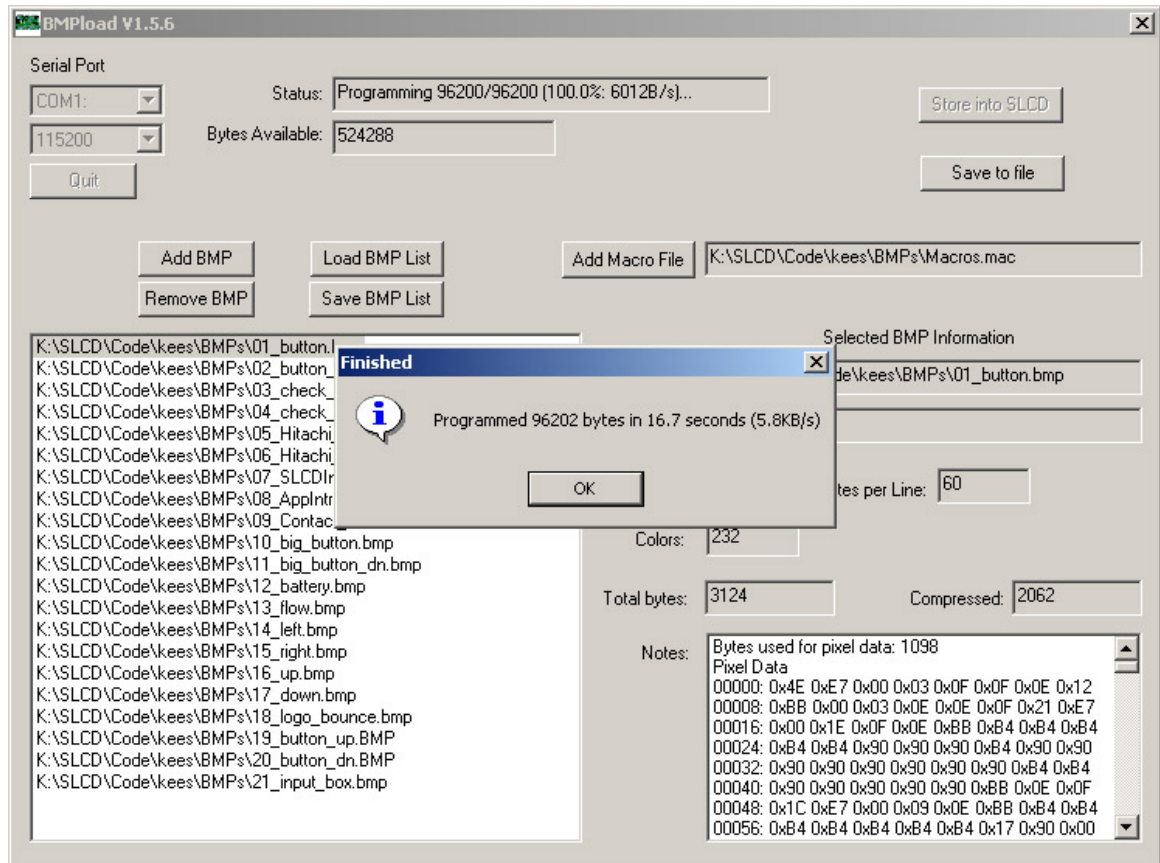 BMPload V1.5.6
Serial Port
COM1:
Status: Programming 96200/96200 (100.0%: 6012B/s)...
Store into SLCD
115200
Bytes Available: 524288
Quit
Save to file
Add BMP Load BMP List
Add Macro File K:\SLCD\Code\kees\BMPs\Macros.mac
Remove BMP Save BMP List
K:\SLCD\Code\kees\BMPs\01_button.
K:\SLCD\Code\kees\BMPs\02_button_
K:\SLCD\Code\kees\BMPs\03_check_
K:\SLCD\Code\kees\BMPs\04_check_
K:\SLCD\Code\kees\BMPs\05_Hitachi_
K:\SLCD\Code\kees\BMPs\06_Hitachi_
K:\SLCD\Code\kees\BMPs\07_SLCDIr
K:\SLCD\Code\kees\BMPs\08_AppIntr
K:\SLCD\Code\kees\BMPs\09_Contac
K:\SLCD\Code\kees\BMPs\10_big_button.bmp
K:\SLCD\Code\kees\BMPs\11_big_button_dn.bmp
K:\SLCD\Code\kees\BMPs\12_battery.bmp
K:\SLCD\Code\kees\BMPs\13_flow.bmp
K:\SLCD\Code\kees\BMPs\14_left.bmp
K:\SLCD\Code\kees\BMPs\15_right.bmp
K:\SLCD\Code\kees\BMPs\16_up.bmp
K:\SLCD\Code\kees\BMPs\17_down.bmp
K:\SLCD\Code\kees\BMPs\18_logo_bounce.bmp
K:\SLCD\Code\kees\BMPs\19_button_up.BMP
K:\SLCD\Code\kees\BMPs\20_button_dn.BMP
K:\SLCD\Code\kees\BMPs\21_input_box.bmp
Finished
Programmed 96202 bytes in 16.7 seconds (5.8KB/s)
OK
Selected BMP Information
de\kees\BMPs\01_button.bmp
tes per Line: 60
Colors: 232
Total bytes: 3124 Compressed: 2062
Notes:
Bytes used for pixel data: 1098
Pixel Data
00000: 0x4E 0xE7 0x00 0x03 0x0F 0x0F 0x0E 0x12
00008: 0xBB 0x00 0x03 0x0E 0x0E 0x0F 0x21 0xE7
00016: 0x00 0x1E 0x0F 0x0E 0xBB 0xB4 0xB4 0xB4
00024: 0xB4 0xB4 0x90 0x90 0x90 0xB4 0x90 0x90
00032: 0x90 0x90 0x90 0x90 0x90 0x90 0xB4 0xB4
00040: 0x90 0x90 0x90 0x90 0x90 0xBB 0x0E 0x0F
00048: 0x1C 0xE7 0x00 0x09 0x0E 0xBB 0xB4 0xB4
00056: 0xB4 0xB4 0xB4 0xB4 0xB4 0x17 0x90 0x00